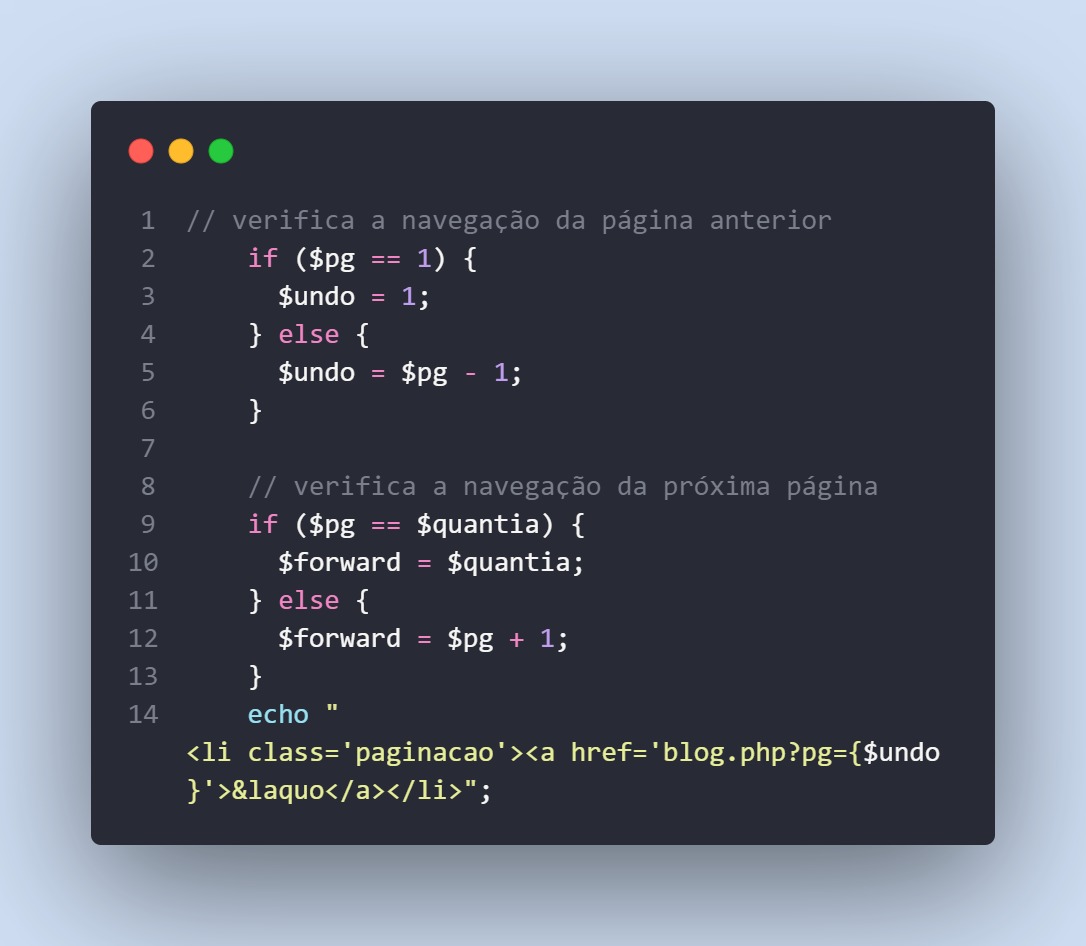 1 // verifica a navegação da página anterior
2 if ($pg == 1) {
3 $undo = 1;
4 } else {
5 $undo = $pg - 1;
6 }
7
8 // verifica a navegação da próxima página
9 if ($pg == $quantia) {
10 $forward = $quantia;
11 } else {
12 $forward = $pg + 1;
13 }
14 echo "
<li class='paginacao'><a href='blog.php?pg={$undo
}'>&laquo</a></li>";